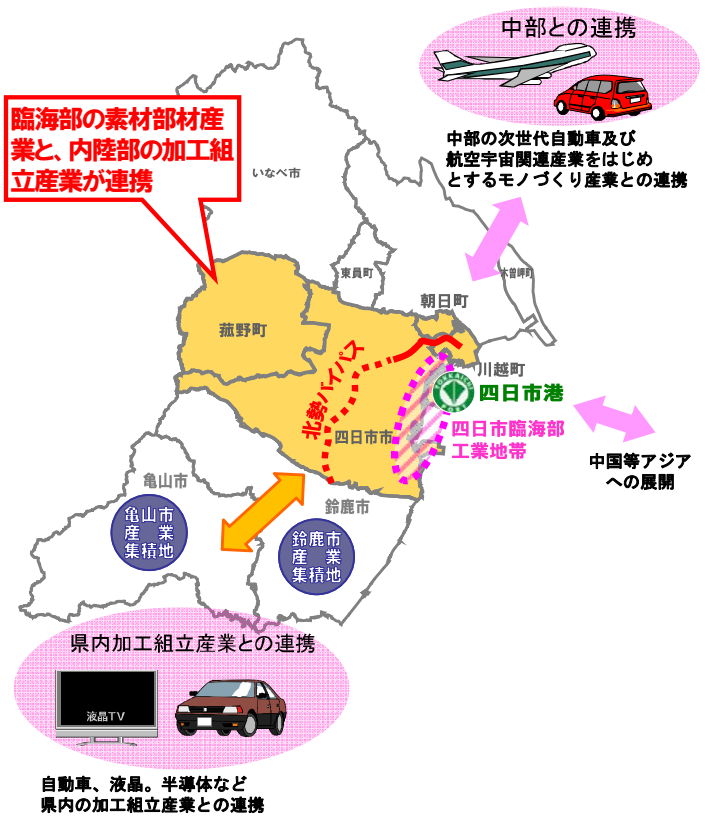 中部との連携
中部の次世代自動車及び
航空宇宙関連産業をはじめ
とするモノづくり産業との連携
臨海部の素材部材産
業と、内陸部の加工組
立産業が連携
いなべ市
東員町
木曽岬町
朝日町
菰野町
川越町
北勢バイパス
YOKKAICHI
PORT
四日市港
四日市市
四日市臨海部
工業地帯
中国等アジア
への展開
亀山市
亀山市
産業
集積地
鈴鹿市
鈴鹿市
産業
集積地
県内加工組立産業との連携
液晶TV
自動車、液晶。半導体など
県内の加工組立産業との連携